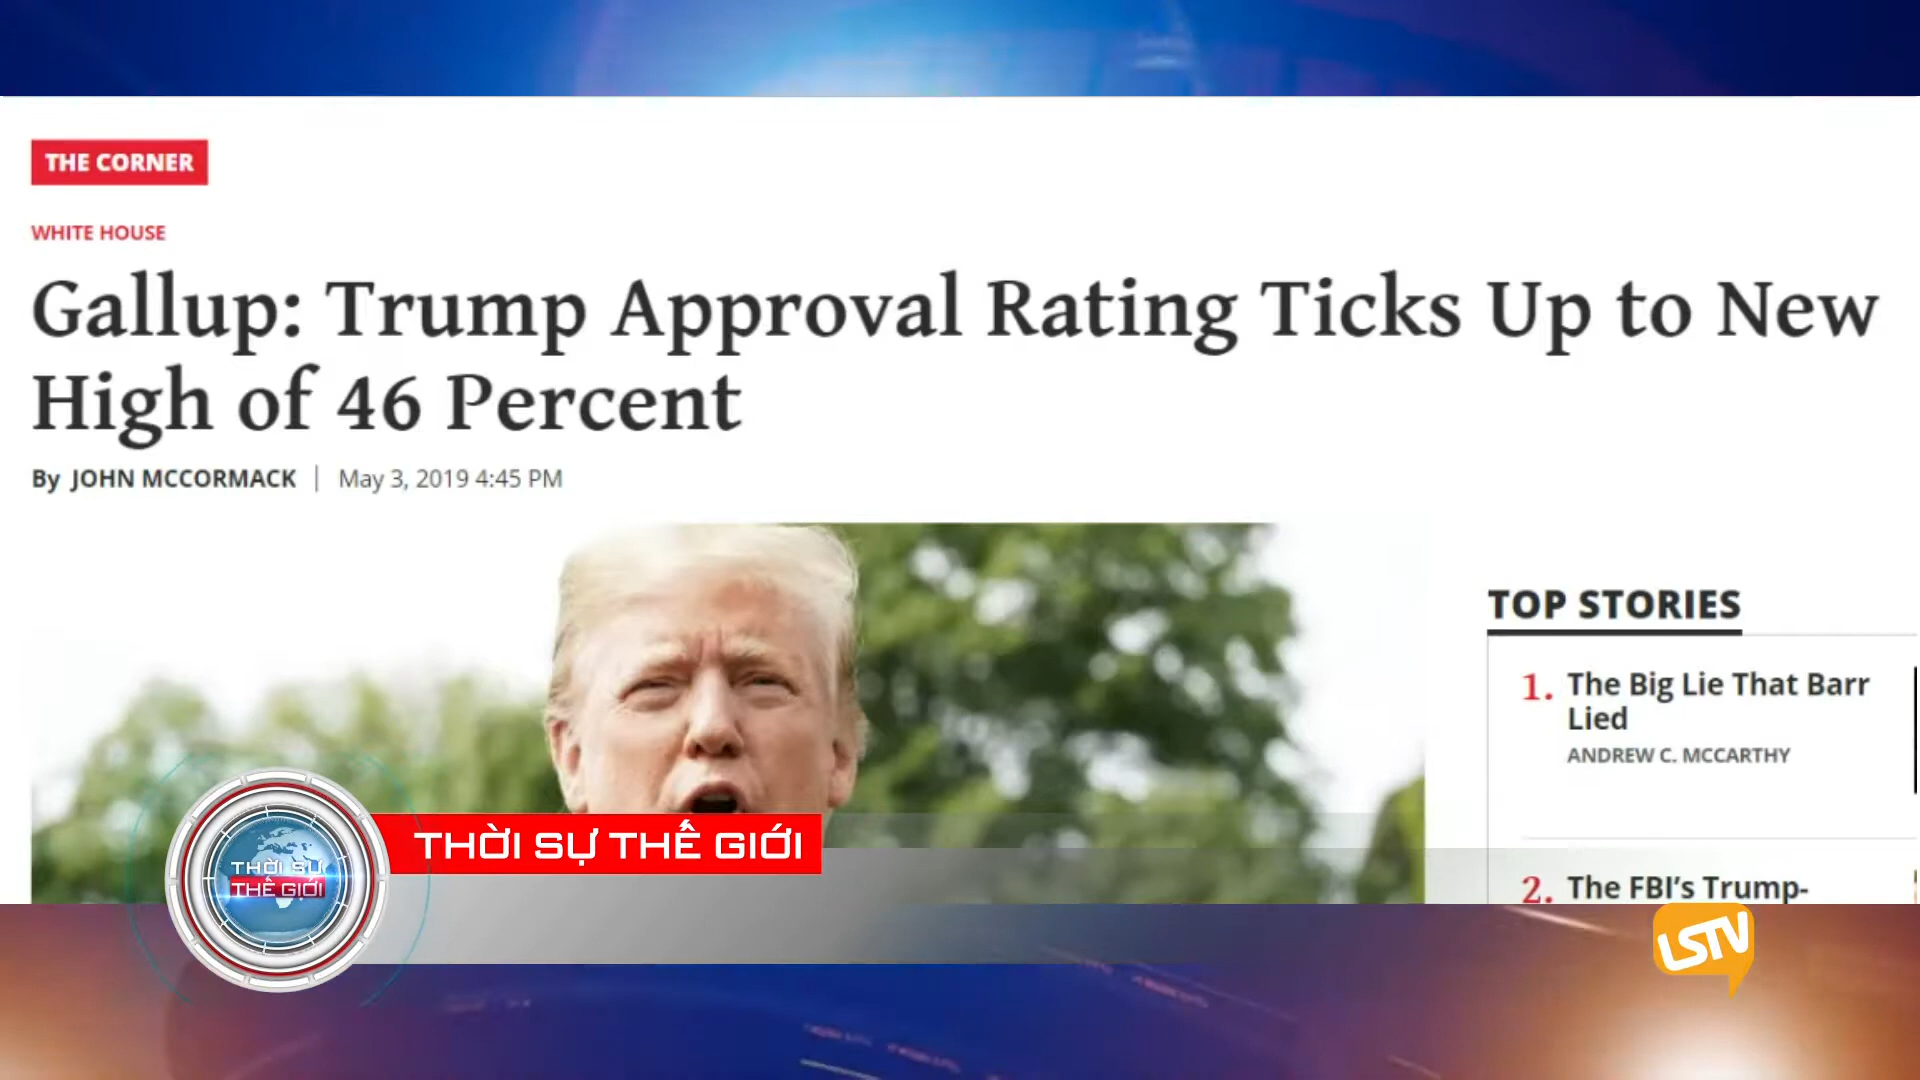 THE CORNER
WHITE HOUSE
Gallup: Trump Approval Rating Ticks Up to New
High of 46 Percent
By JOHN MCCORMACK | May 3, 2019 4:45 PM
TOP STORIES
1. The Big Lie That Barr
Lied
ANDREW C. MCCARTHY
2. The FBI’s Trump-
THỜI SỰ THẾ GIỚI
THỜI SỰ
THẾ GIỚI
LSTV